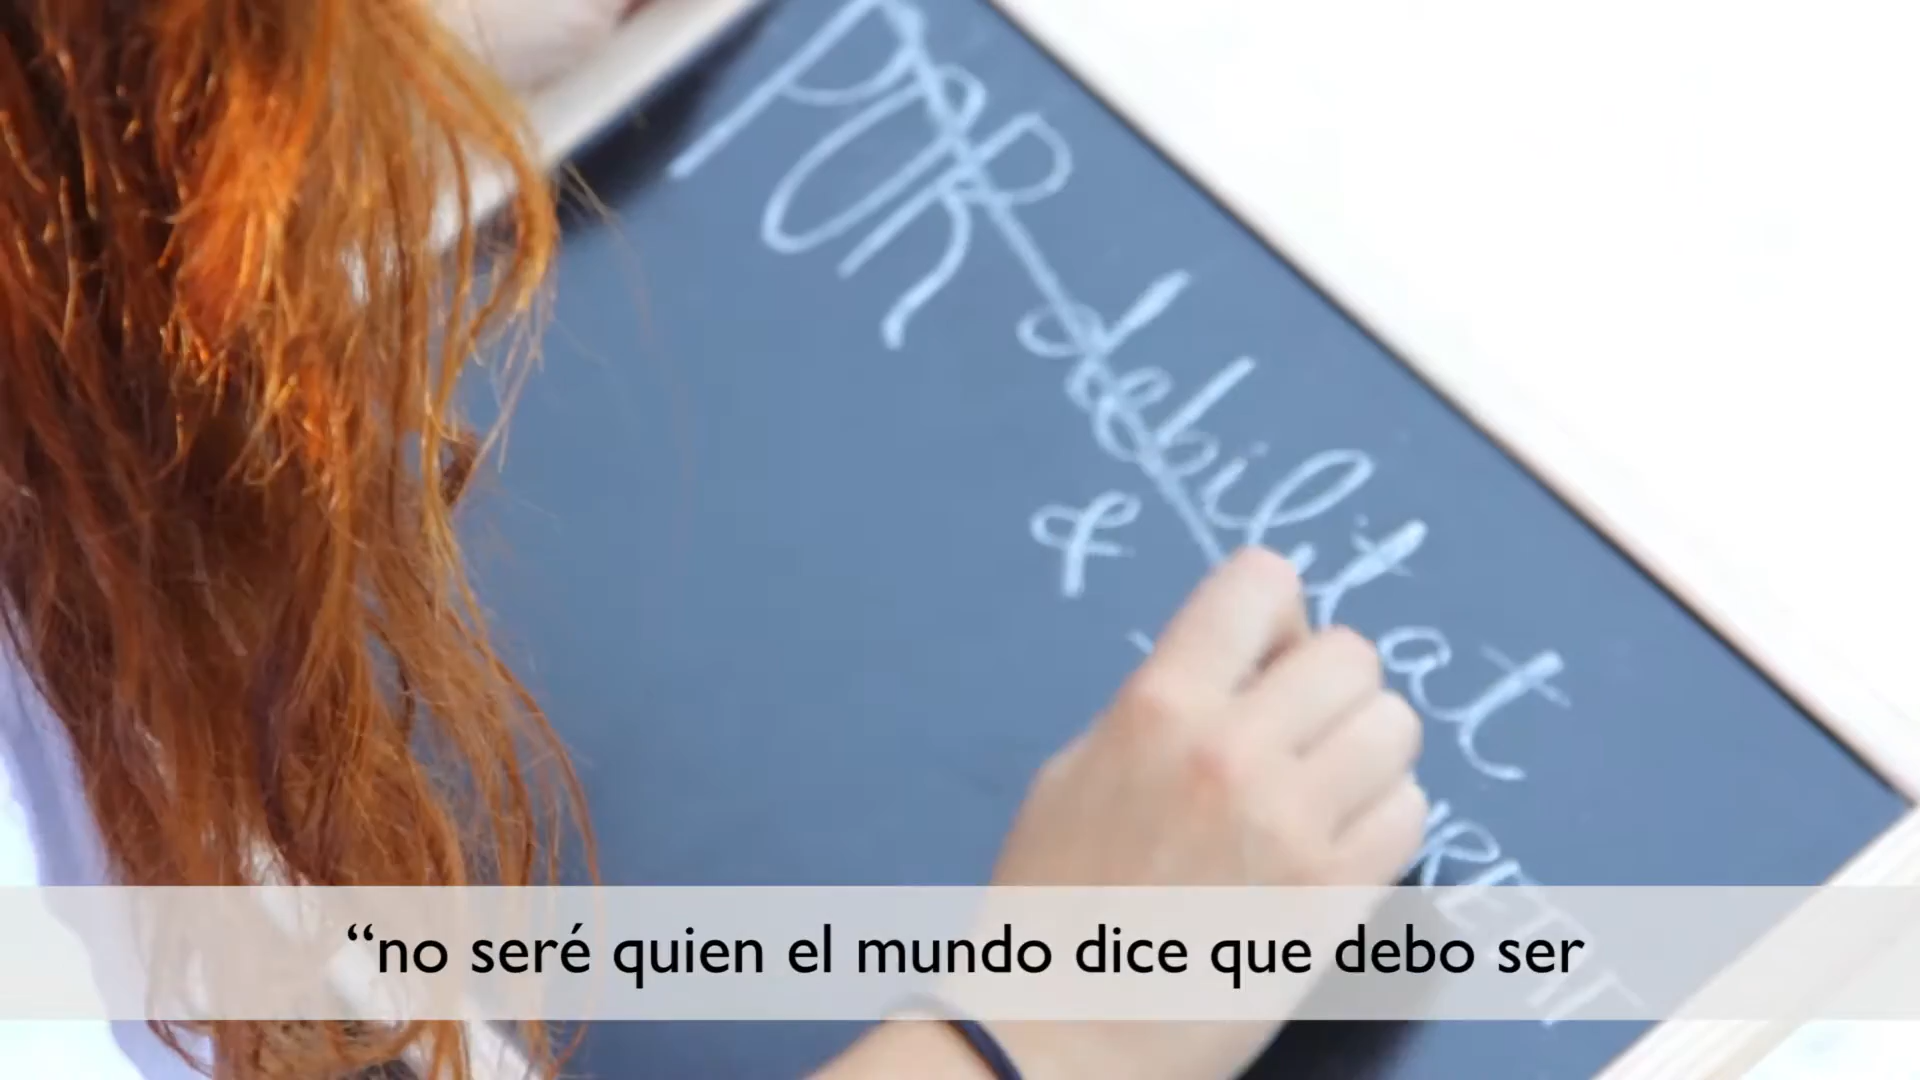 POR debilitat
&
“no seré quien el mundo dice que debo ser